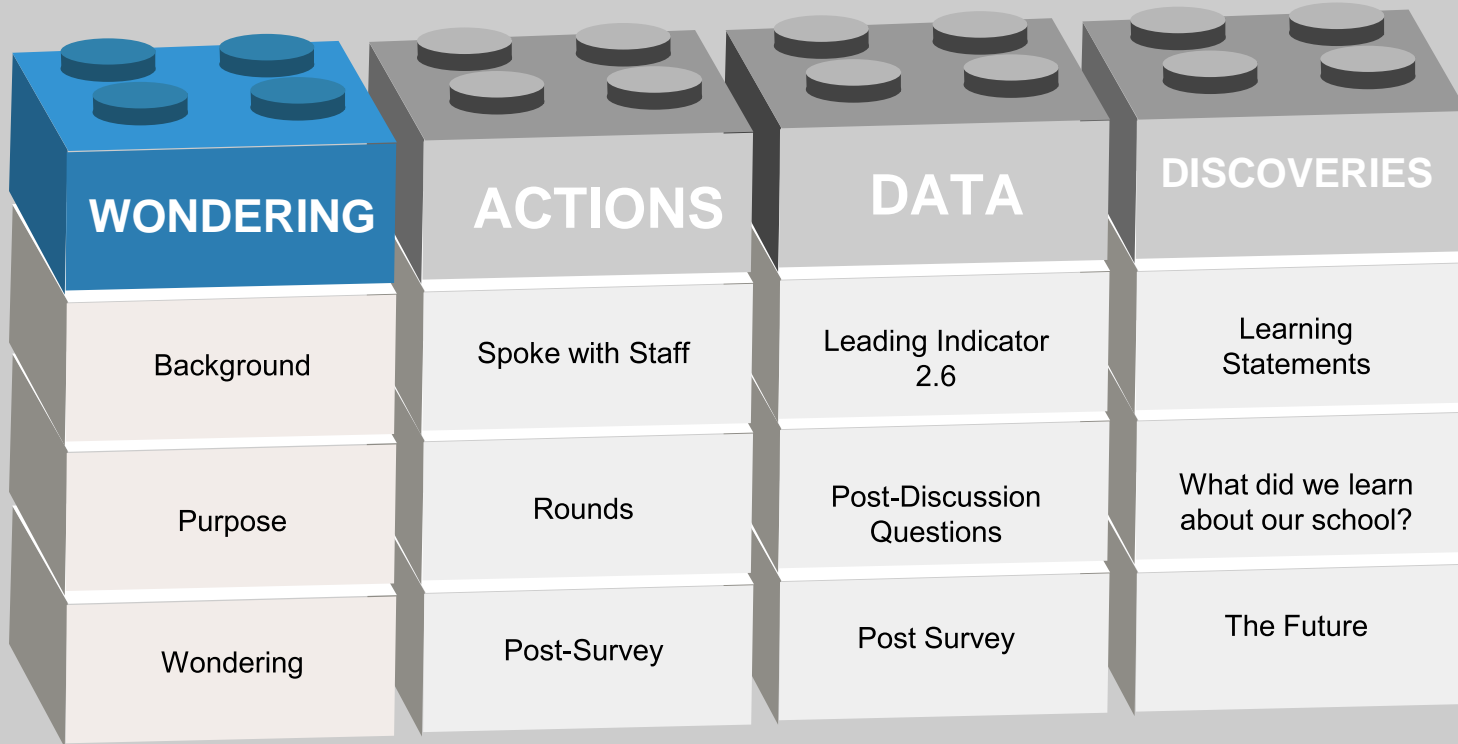 WONDERING
ACTIONS
DATA
DISCOVERIES
Background
Spoke with Staff
Leading Indicator
2.6
Learning
Statements
Purpose
Rounds
Post-Discussion
Questions
What did we learn
about our school?
Wondering
Post-Survey
Post Survey
The Future